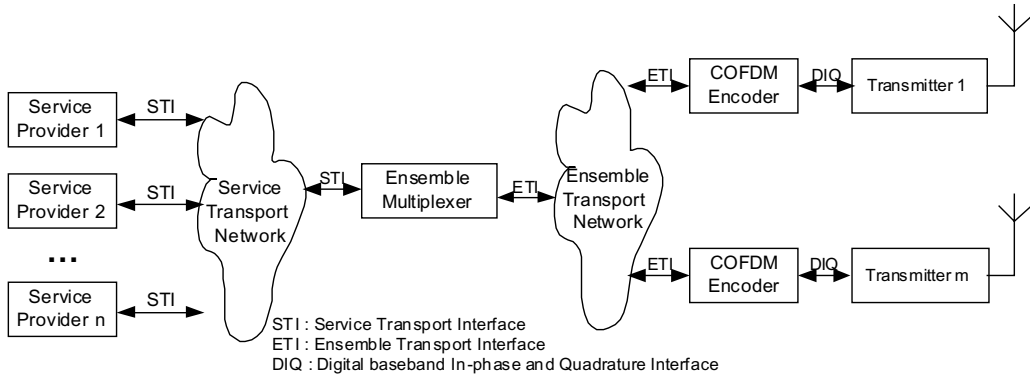 Service
Provider 1
STI
Service
Provider 2
STI
...
Service
Provider n
STI
Service
Transport
Network
STI
Ensemble
Multiplexer
ETI
Ensemble
Transport
Network
ETI
COFDM
Encoder
DIQ
Transmitter 1
ETI
COFDM
Encoder
DIQ
Transmitter m
STI : Service Transport Interface
ETI : Ensemble Transport Interface
DIQ : Digital baseband In-phase and Quadrature Interface